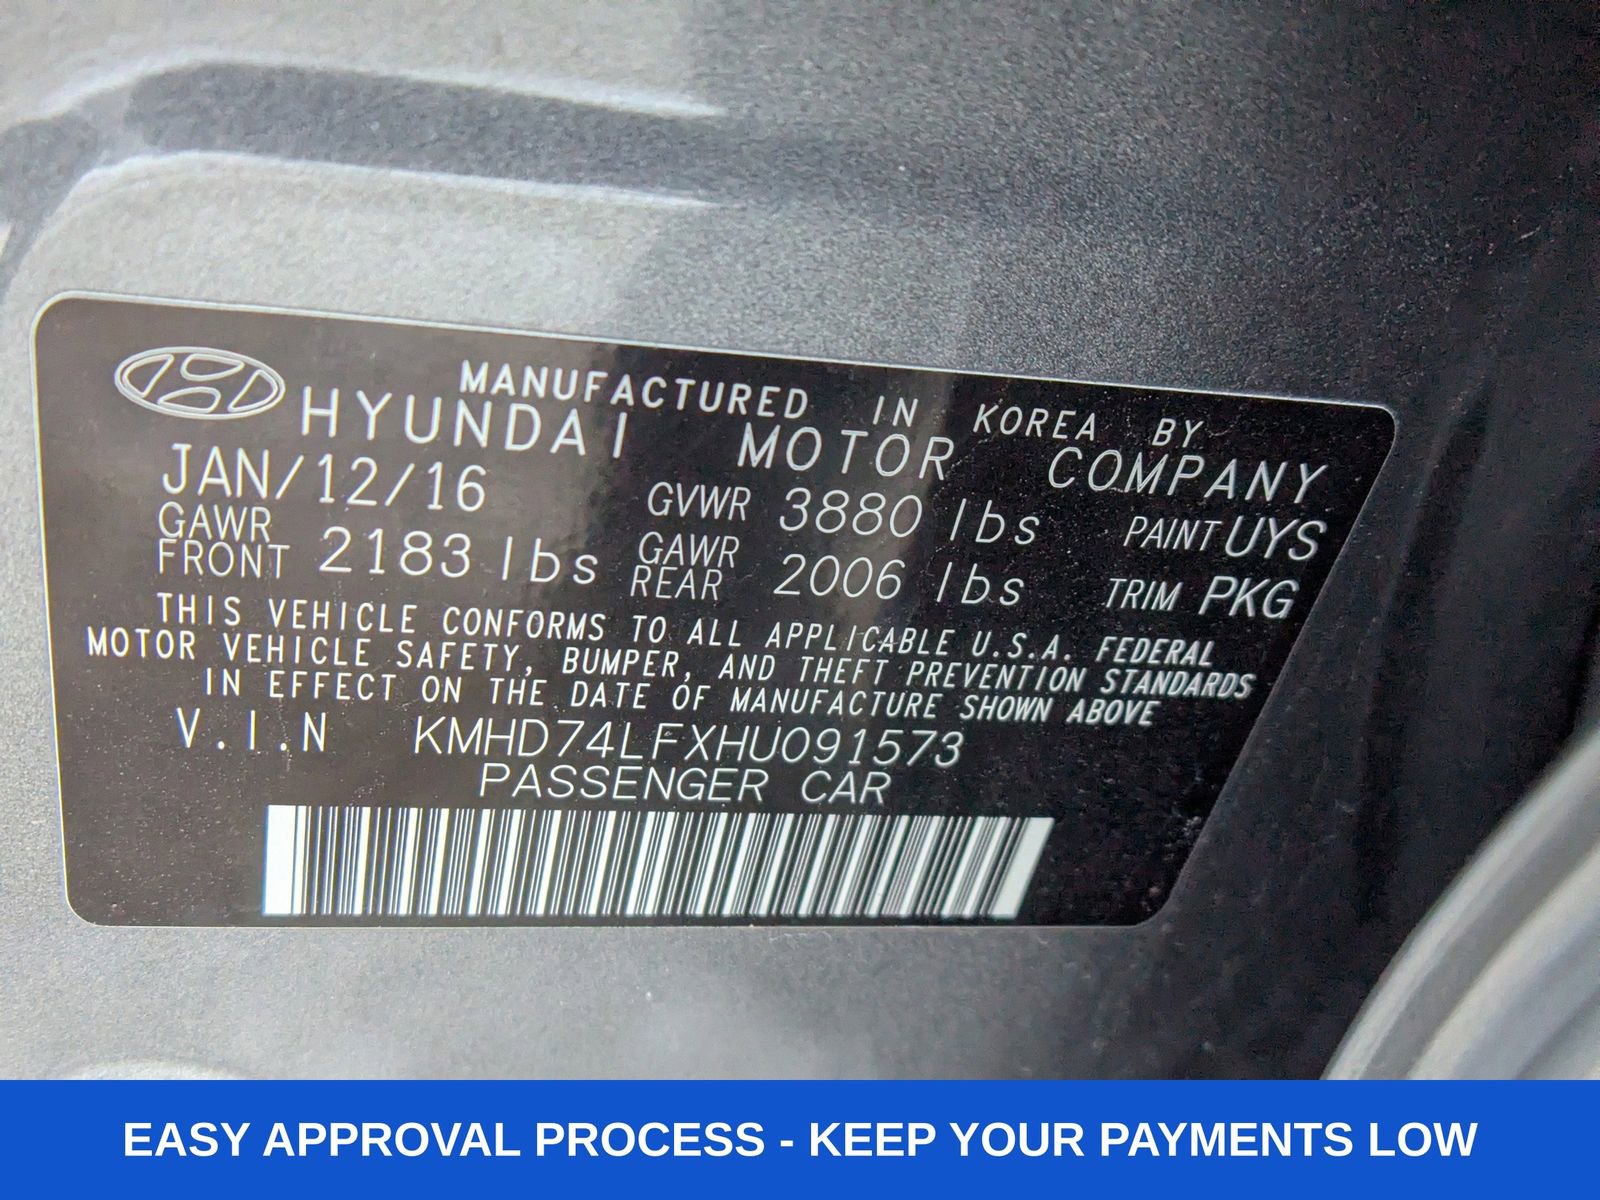 MANUFACTURED IN KOREA BY
HYUNDAI MOTOR COMPANY
JAN/12/16 GVWR 3880 lbs PAINT UYS
GAWR FRONT 2183 lbs GAWR REAR 2006 lbs TRIM PKG
THIS VEHICLE CONFORMS TO ALL APPLICABLE U.S.A. FEDERAL
MOTOR VEHICLE SAFETY, BUMPER, AND THEFT PREVENTION STANDARDS
IN EFFECT ON THE DATE OF MANUFACTURE SHOWN ABOVE
V.I.N KMHD74LFXHU091573
PASSENGER CAR
EASY APPROVAL PROCESS - KEEP YOUR PAYMENTS LOW